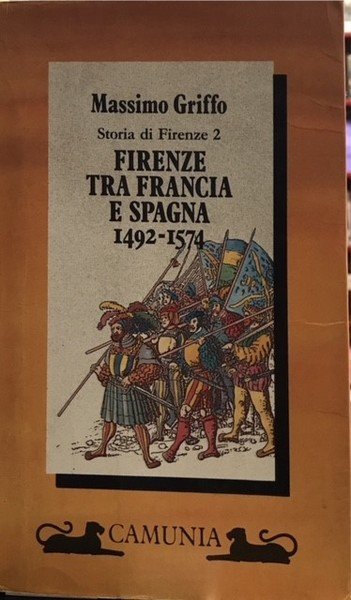 Massimo Griffo
Storia di Firenze 2
FIRENZE
TRA FRANCIA
E SPAGNA
1492-1574
CAMUNIA